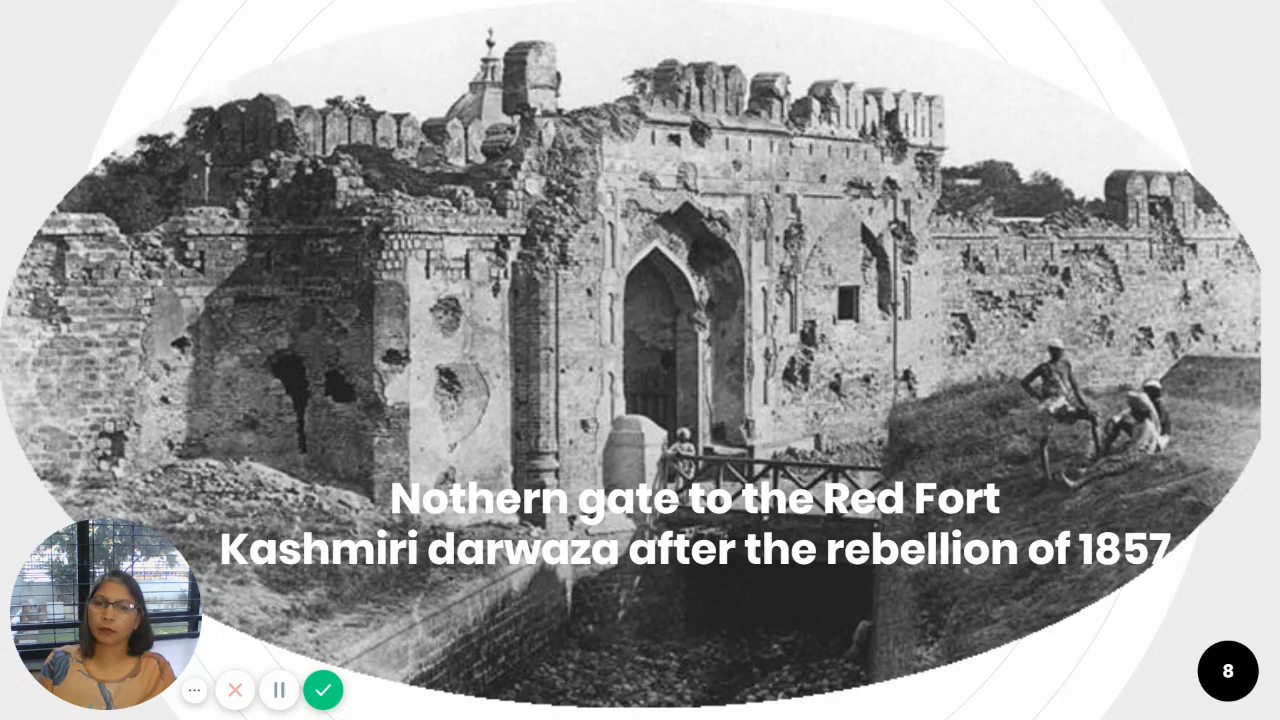 Nothern gate to the Red Fort
Kashmiri darwaza after the rebellion of 1857
8